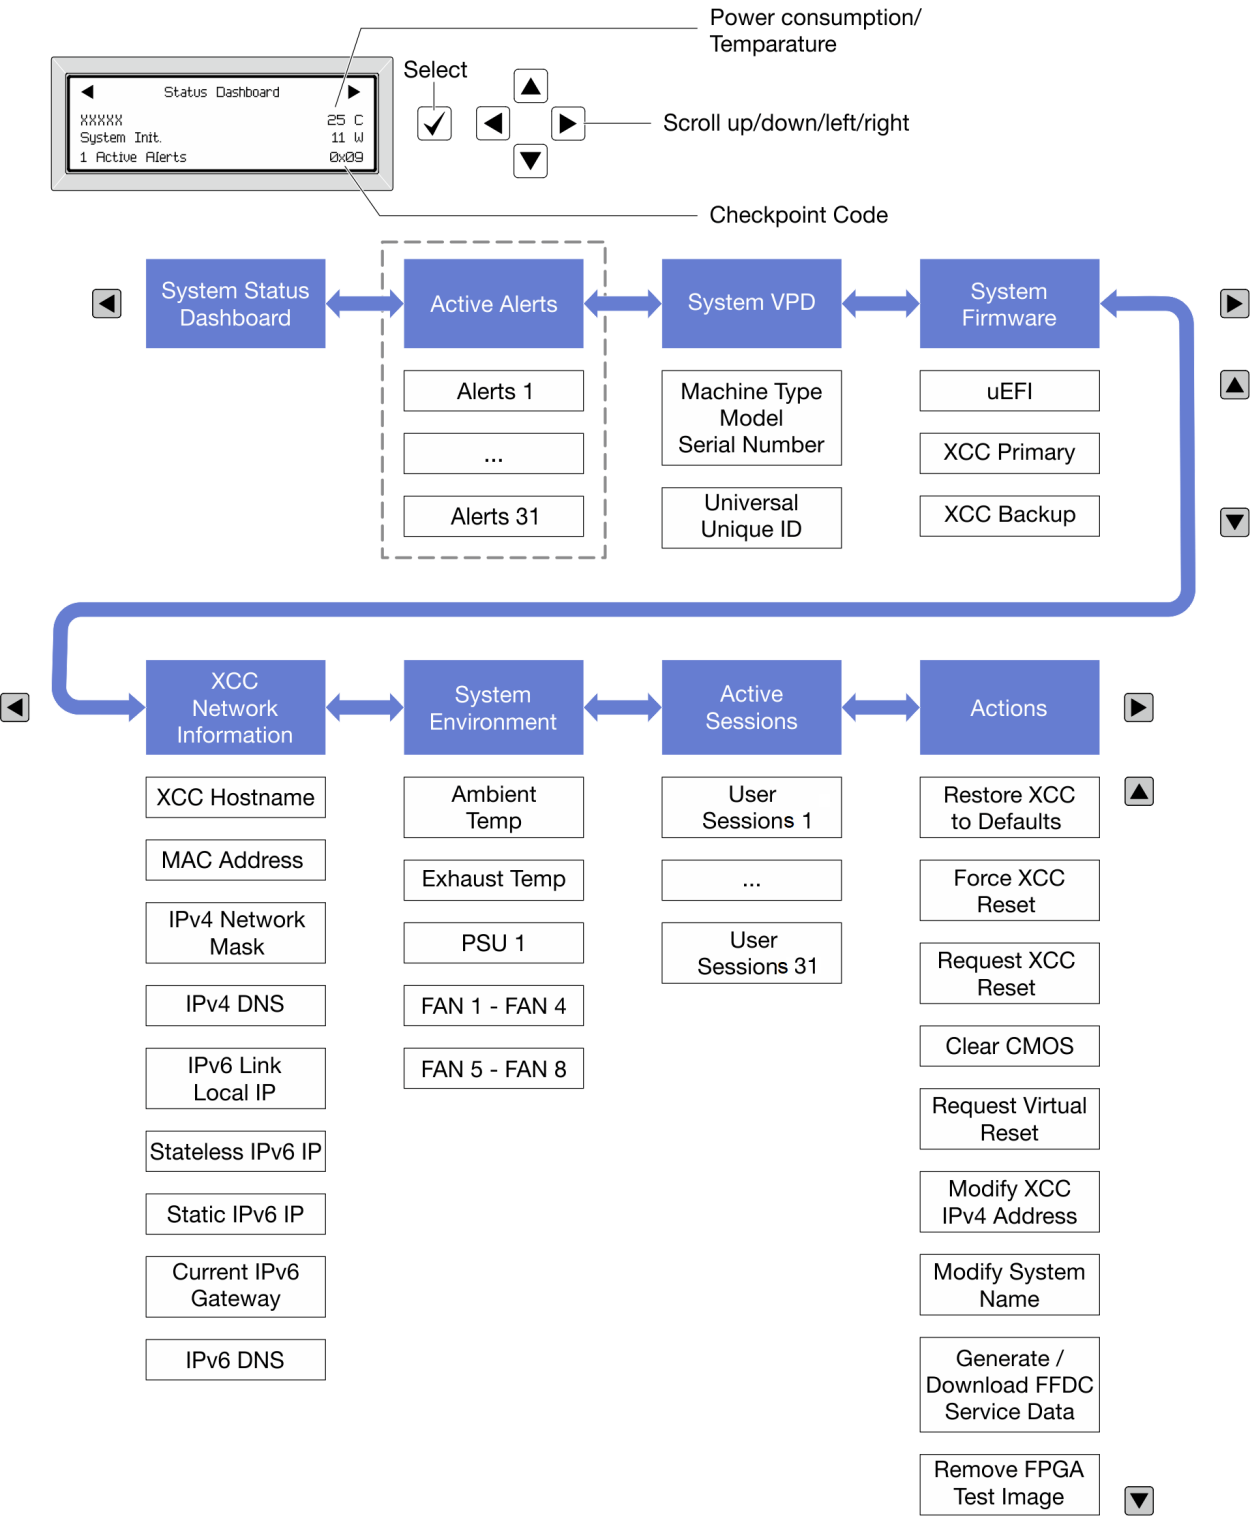 Power consumption/
Temparature
Select
Status Dashboard
XXXXX 25 C
System Init. 11 W
1 Active Alerts 0x09
Scroll up/down/left/right
Checkpoint Code
System Status
Dashboard
Active Alerts
System VPD
System
Firmware
Alerts 1
...
Alerts 31
Machine Type
Model
Serial Number
Universal
Unique ID
uEFI
XCC Primary
XCC Backup
XCC
Network
Information
System
Environment
Active
Sessions
Actions
XCC Hostname
MAC Address
IPv4 Network
Mask
IPv4 DNS
IPv6 Link
Local IP
Stateless IPv6 IP
Static IPv6 IP
Current IPv6
Gateway
IPv6 DNS
Ambient
Temp
Exhaust Temp
PSU 1
FAN 1 - FAN 4
FAN 5 - FAN 8
User
Sessions 1
...
User
Sessions 31
Restore XCC
to Defaults
Force XCC
Reset
Request XCC
Reset
Clear CMOS
Request Virtual
Reset
Modify XCC
IPv4 Address
Modify System
Name
Generate /
Download FFDC
Service Data
Remove FPGA
Test Image